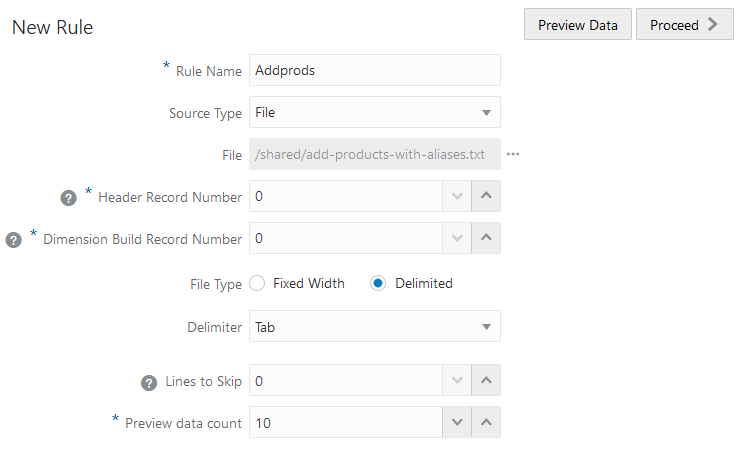 New Rule
Preview Data
Proceed
* Rule Name Addprods
Source Type File
File /shared/add-products-with-aliases.txt ...
? * Header Record Number 0
? * Dimension Build Record Number 0
File Type Fixed Width Delimited
Delimiter Tab
? Lines to Skip 0
* Preview data count 10